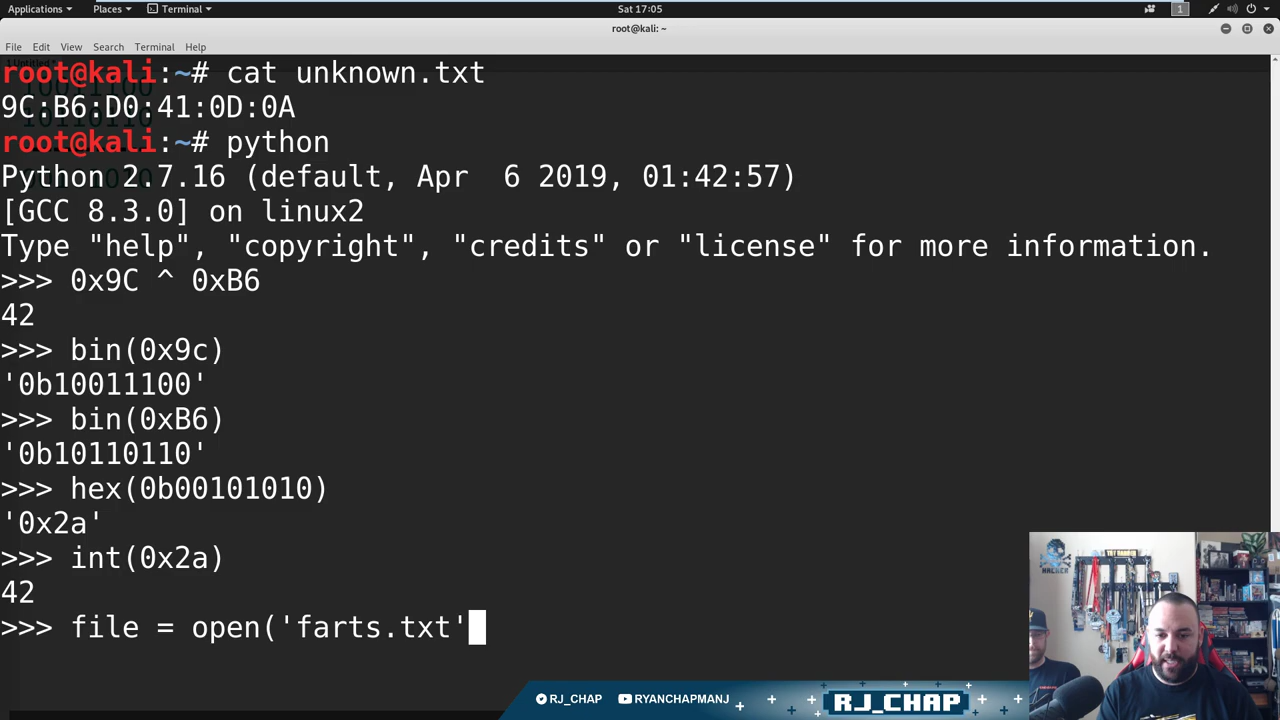 Applications Places Terminal Sat 17:05 1
root@kali: ~
File Edit View Search Terminal Help
root@kali:~# cat unknown.txt
9C:B6:D0:41:0D:0A
root@kali:~# python
Python 2.7.16 (default, Apr  6 2019, 01:42:57)
[GCC 8.3.0] on linux2
Type "help", "copyright", "credits" or "license" for more information.
>>> 0x9C ^ 0xB6
42
>>> bin(0x9c)
'0b10011100'
>>> bin(0xB6)
'0b10110110'
>>> hex(0b00101010)
'0x2a'
>>> int(0x2a)
42
>>> file = open('farts.txt'
HACKER
RJ_CHAP RYANCHAPMANJ RJ_CHAP